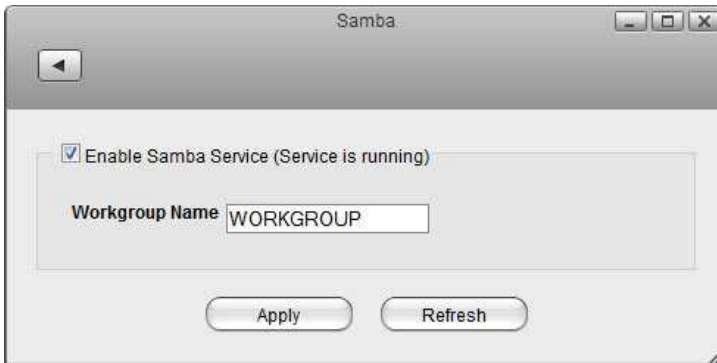 Samba
Enable Samba Service (Service is running)
Workgroup Name WORKGROUP
Apply Refresh